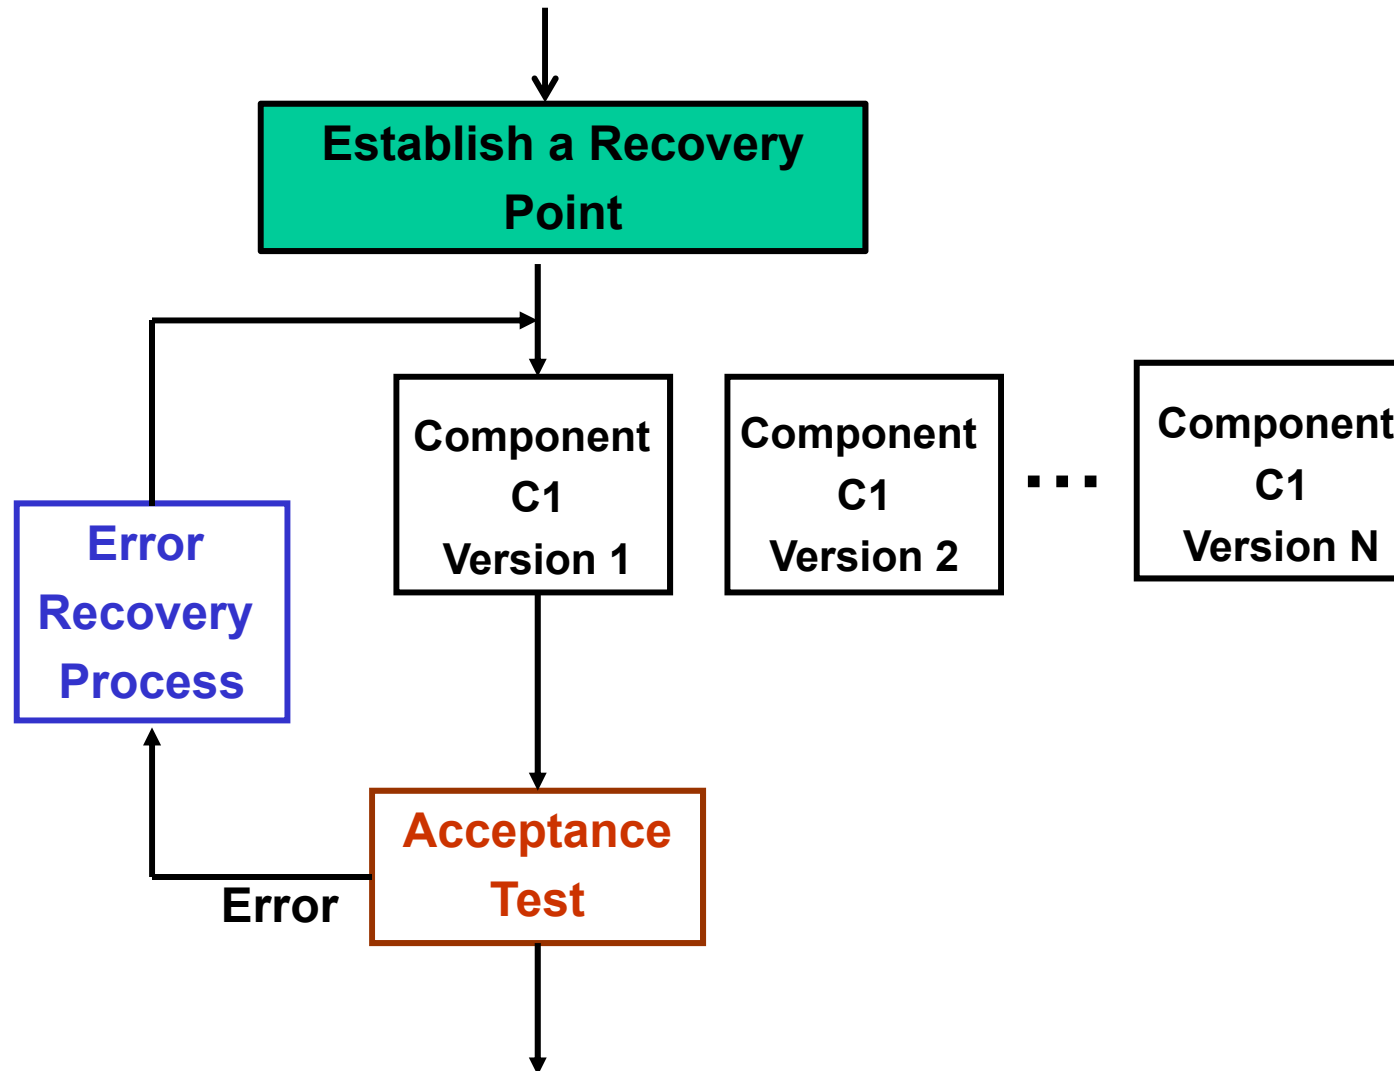 Establish a Recovery
Point
Component
C1
Version 1
Component
C1
Version 2
...
Component
C1
Version N
Error
Recovery
Process
Acceptance
Test
Error